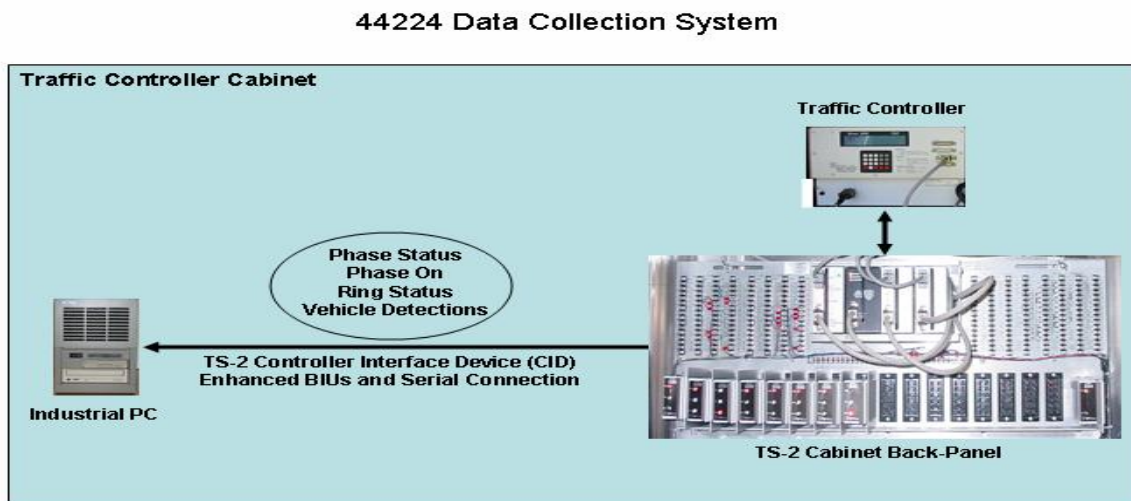 44224 Data Collection System
Traffic Controller Cabinet
Traffic Controller
Phase Status
Phase On
Ring Status
Vehicle Detections
TS-2 Controller Interface Device (CID)
Enhanced BIUs and Serial Connection
Industrial PC
TS-2 Cabinet Back-Panel